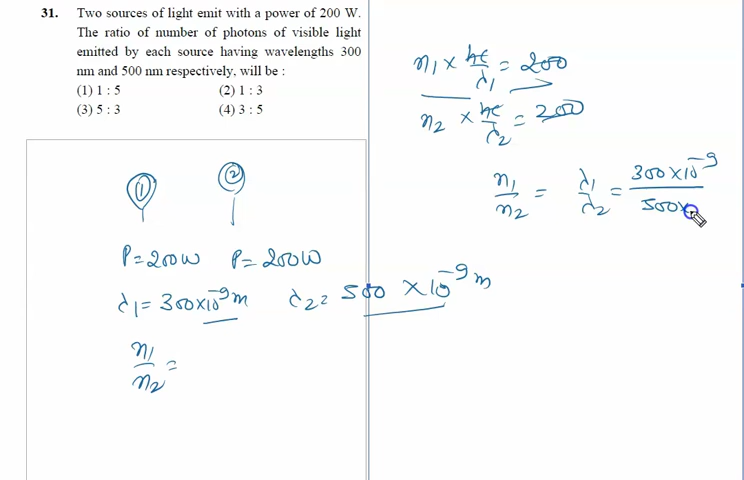 31. Two sources of light emit with a power of 200 W.
The ratio of number of photons of visible light
emitted by each source having wavelengths 300
nm and 500 nm respectively, will be :
(1) 1 : 5 (2) 1 : 3
(3) 5 : 3 (4) 3 : 5
n₁ × hc/λ₁ = 200
n₂ × hc/λ₂ = 200
n₁/n₂ = λ₁/λ₂ = 300×10⁻⁹/500×
① ②
P=200W P=200W
λ₁=300×10⁻⁹m λ₂= 500 ×10⁻⁹m
n₁/n₂ =